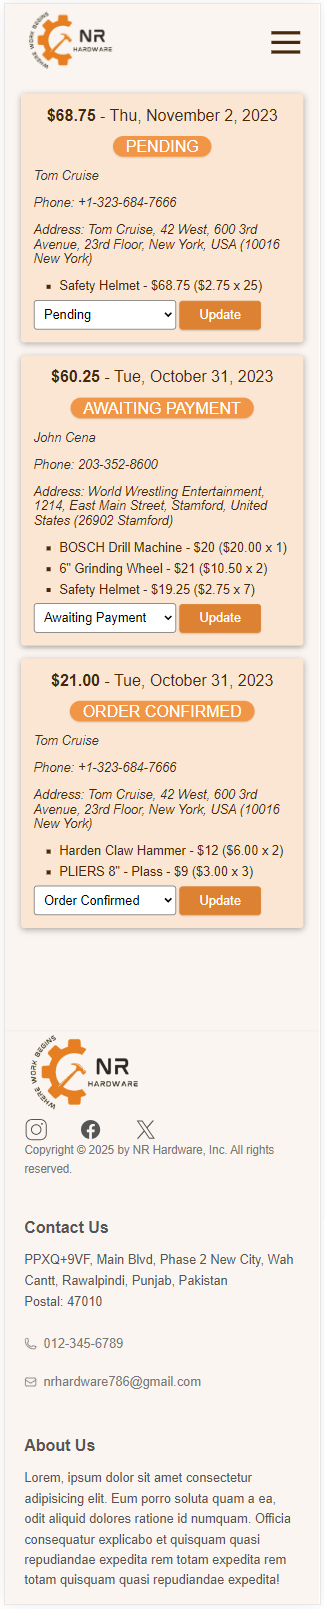 WHERE WORK BEGINS
NR
HARDWARE
$68.75 - Thu, November 2, 2023
PENDING
Tom Cruise
Phone: +1-323-684-7666
Address: Tom Cruise, 42 West, 600 3rd
Avenue, 23rd Floor, New York, USA (10016
New York)
Safety Helmet - $68.75 ($2.75 x 25)
Pending
Update
$60.25 - Tue, October 31, 2023
AWAITING PAYMENT
John Cena
Phone: 203-352-8600
Address: World Wrestling Entertainment,
1214, East Main Street, Stamford, United
States (26902 Stamford)
BOSCH Drill Machine - $20 ($20.00 x 1)
6" Grinding Wheel - $21 ($10.50 x 2)
Safety Helmet - $19.25 ($2.75 x 7)
Awaiting Payment
Update
$21.00 - Tue, October 31, 2023
ORDER CONFIRMED
Tom Cruise
Phone: +1-323-684-7666
Address: Tom Cruise, 42 West, 600 3rd
Avenue, 23rd Floor, New York, USA (10016
New York)
Harden Claw Hammer - $12 ($6.00 x 2)
PLIERS 8" - Plass - $9 ($3.00 x 3)
Order Confirmed
Update
WHERE WORK BEGINS
NR
HARDWARE
Copyright © 2025 by NR Hardware, Inc. All rights
reserved.
Contact Us
PPXQ+9VF, Main Blvd, Phase 2 New City, Wah
Cantt, Rawalpindi, Punjab, Pakistan
Postal: 47010
012-345-6789
nrhardware786@gmail.com
About Us
Lorem, ipsum dolor sit amet consectetur
adipisicing elit. Eum porro soluta quam a ea,
odit aliquid dolores ratione id numquam. Officia
consequatur explicabo et quisquam quasi
repudiandae expedita rem totam expedita rem
totam quisquam quasi repudiandae expedita!